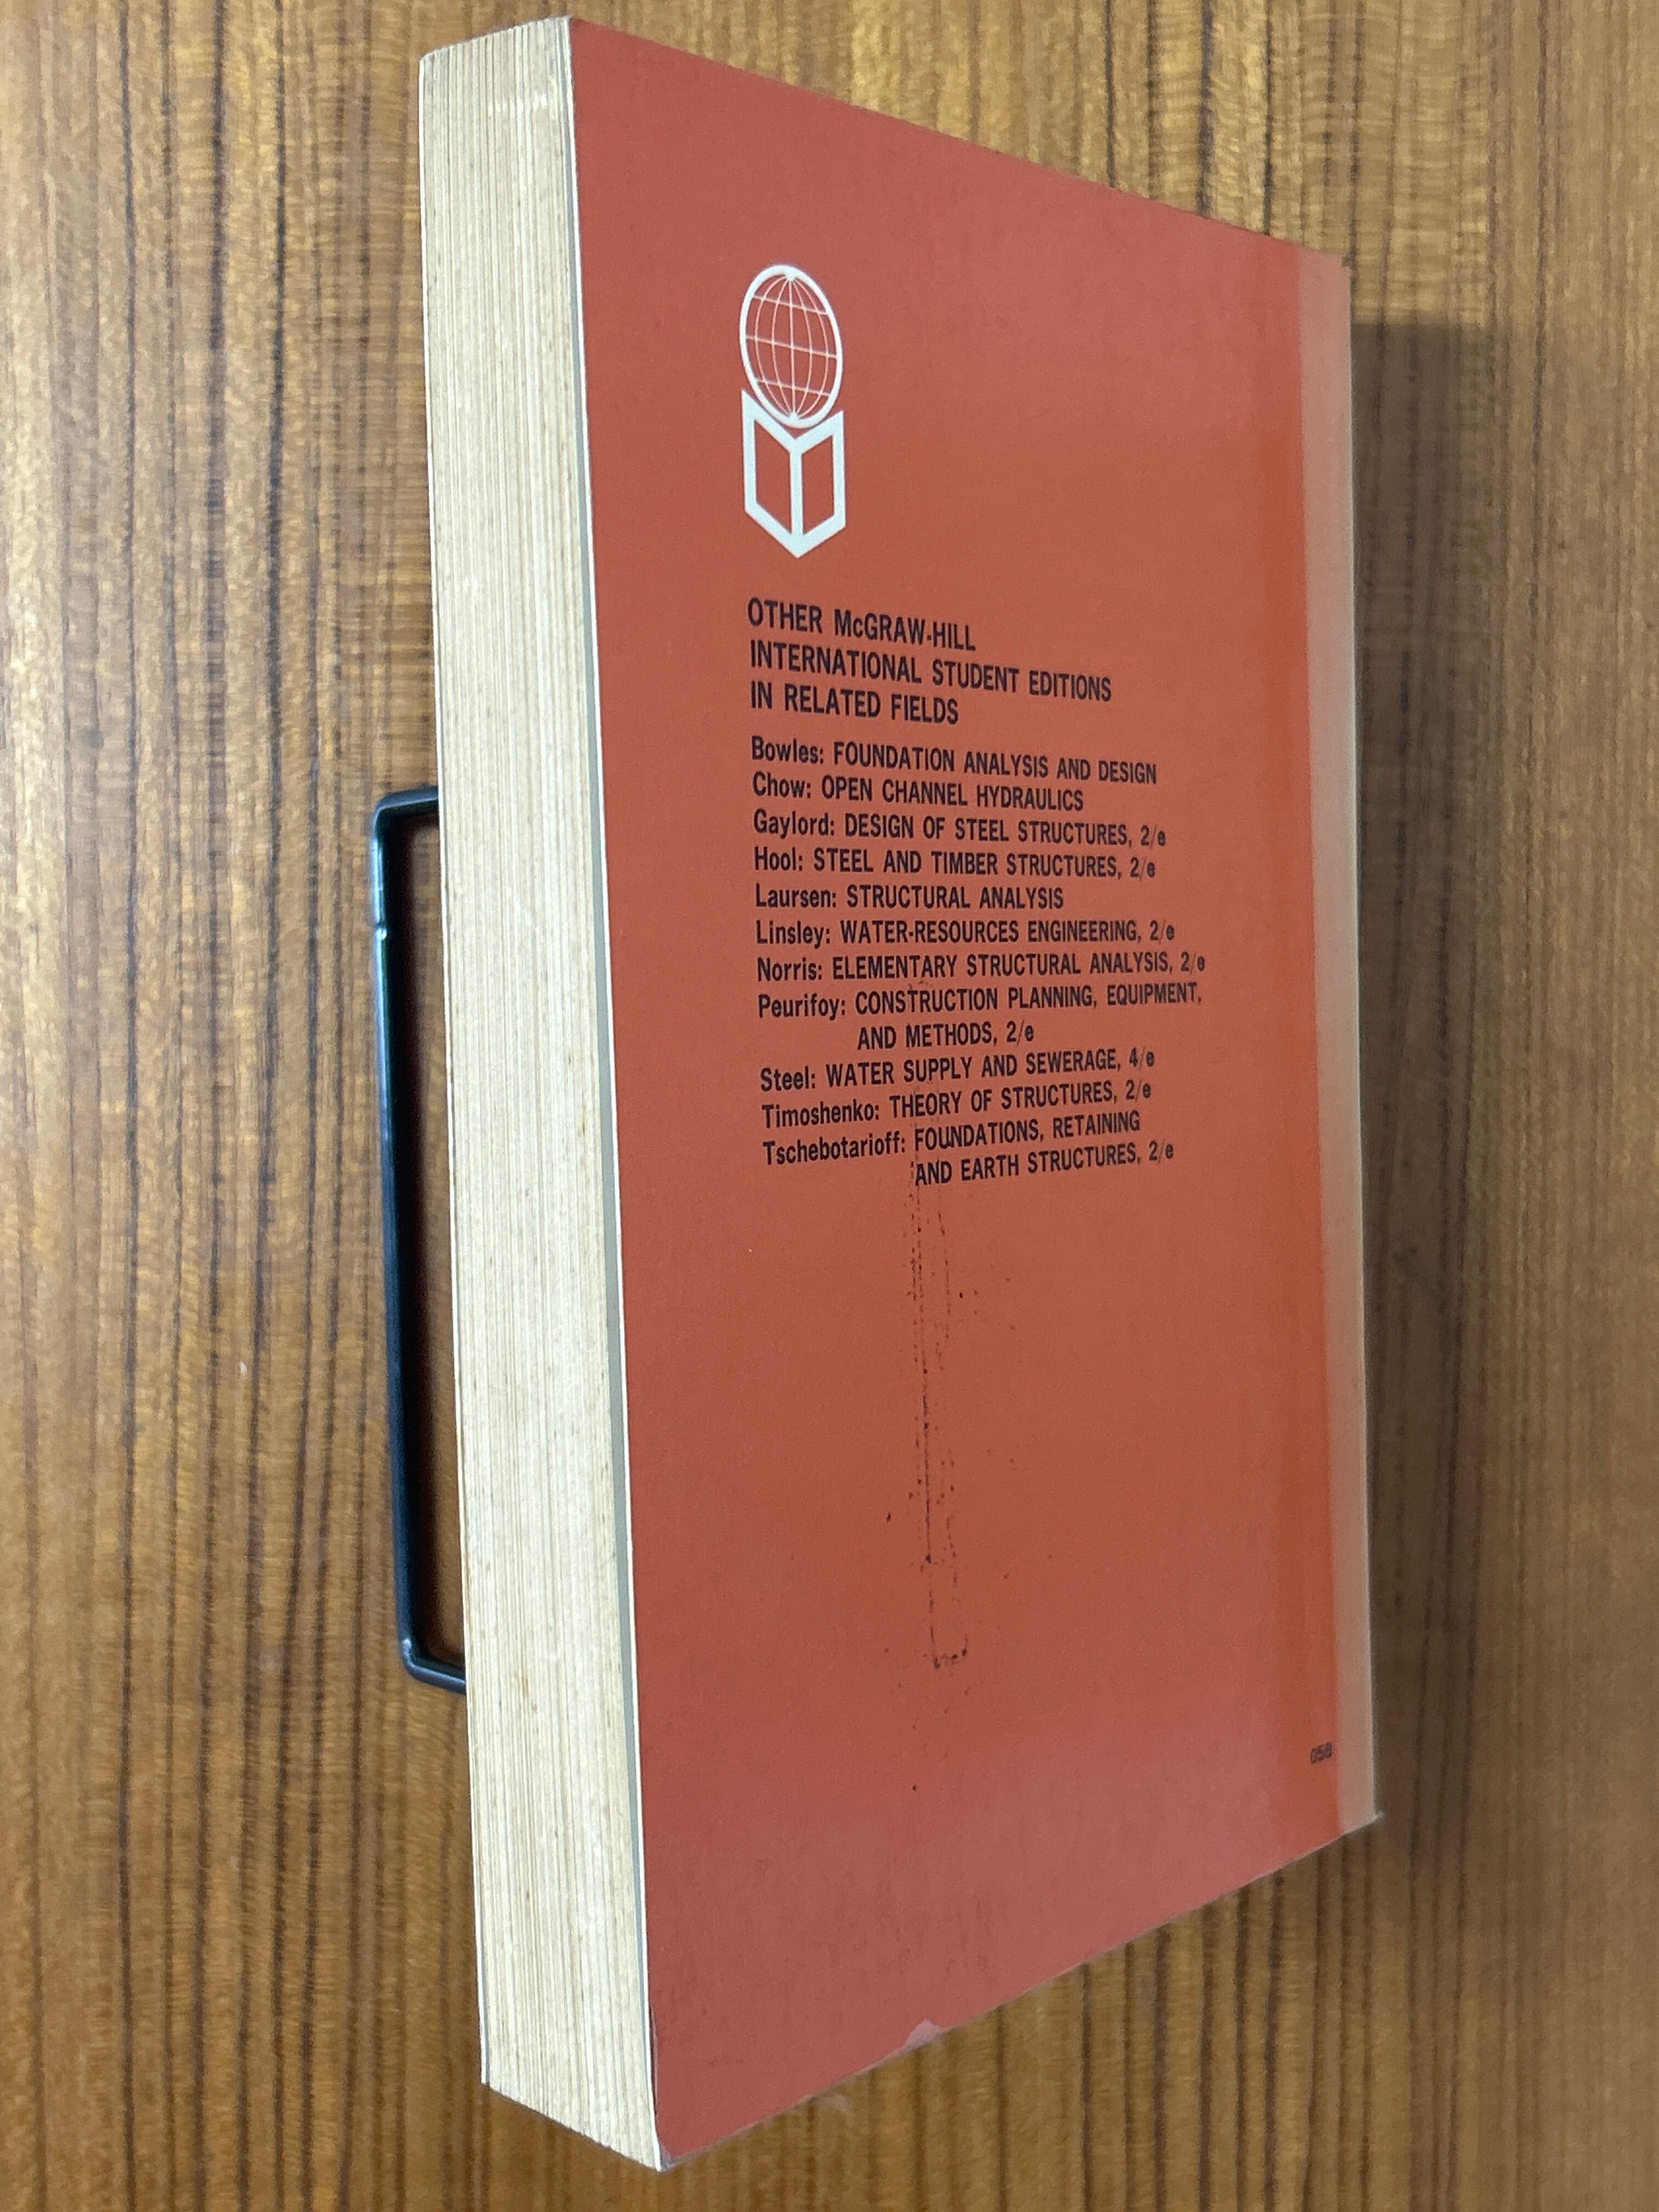 OTHER McGRAW-HILL
INTERNATIONAL STUDENT EDITIONS
IN RELATED FIELDS
Bowles: FOUNDATION ANALYSIS AND DESIGN
Chow: OPEN CHANNEL HYDRAULICS
Gaylord: DESIGN OF STEEL STRUCTURES, 2/e
Hool: STEEL AND TIMBER STRUCTURES, 2/e
Laursen: STRUCTURAL ANALYSIS
Linsley: WATER-RESOURCES ENGINEERING, 2/e
Norris: ELEMENTARY STRUCTURAL ANALYSIS, 2/e
Peurifoy: CONSTRUCTION PLANNING, EQUIPMENT,
AND METHODS, 2/e
Steel: WATER SUPPLY AND SEWERAGE, 4/e
Timoshenko: THEORY OF STRUCTURES, 2/e
Tschebotarioff: FOUNDATIONS, RETAINING
AND EARTH STRUCTURES, 2/e